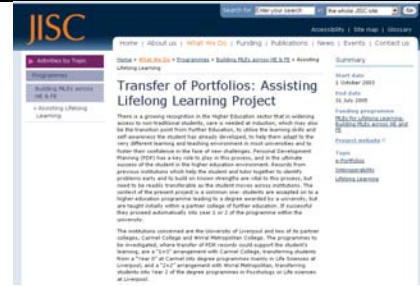 Search for Enter your search in the whole JISC site Go
JISC
Accessibility | Site map | Glossary
Home | About us | What We Do | Funding | Publications | News | Events | Contact us
Activities by Topic
Programmes
Building MLEs across HE & FE
Assisting Lifelong Learning
Home » What We Do » Programmes » Building MLEs across HE & FE » Assisting
Lifelong Learning
Transfer of Portfolios: Assisting
Lifelong Learning Project
There is a growing recognition in the Higher Education sector that in widening
access to non-traditional students, care is needed at induction, which may also
be the transition point from Further Education, to utilise the learning skills and
self-awareness the student has already developed, to help them adapt to the
very different learning and teaching environment in most universities and to
foster their confidence in the face of new challenges. Personal Development
Planning (PDP) has a key role to play in this process, and in the ultimate
success of the student in the higher education environment. Records from
previous institutions which help the student and tutor together to identify
problems early and to build on known strengths are vital to this process, but
need to be readily transferable as the student moves across institutions. The
context of the present project is a common one: students are accepted on to a
higher education programme leading to a degree awarded by a university, but
are taught initially within a partner college of further education. If successful
they proceed automatically into year 1 or 2 of the programme within the
university.
The institutions concerned are the University of Liverpool and two of its partner
colleges, Carmel College and Wirral Metropolitan College. The programmes to
be investigated, where transfer of PDP records could support the student's
learning, are a "1+3" arrangement with Carmel College, transferring students
from a "Year 0" at Carmel into degree programmes mainly in Life Sciences at
Liverpool; and a "2+2" arrangement with Wirral Metropolitan, transferring
students into Year 2 of the degree programmes in Psychology or Life sciences
at Liverpool.
Summary
Start date
1 October 2003
End date
31 July 2005
Funding programme
MLEs for Lifelong Learning:
Building MLEs across HE and
FE
Project website
Topic
e-Portfolios
Interoperability
Lifelong Learning